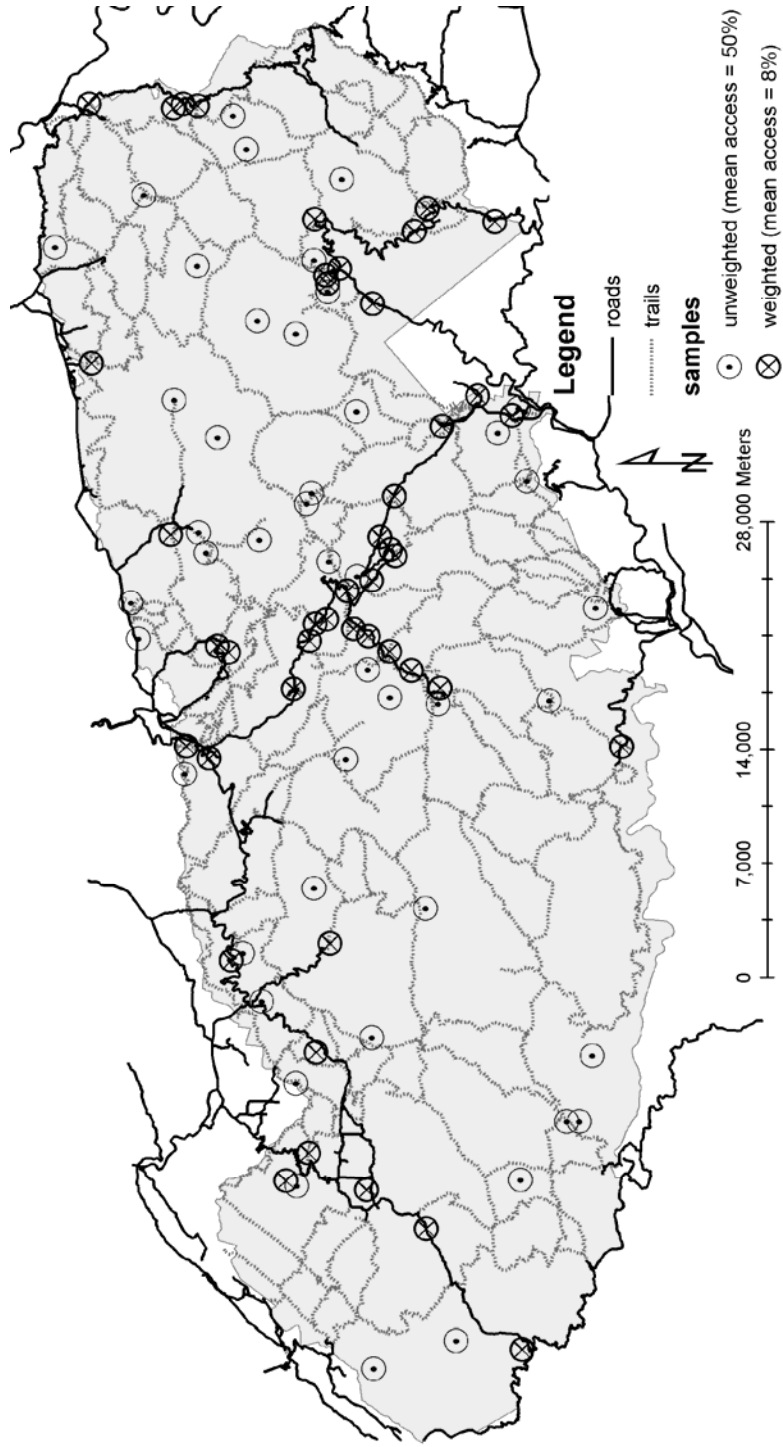 Legend
roads
trails
samples
unweighted (mean access = 50%)
weighted (mean access = 8%)
N
0 7,000 14,000 28,000 Meters